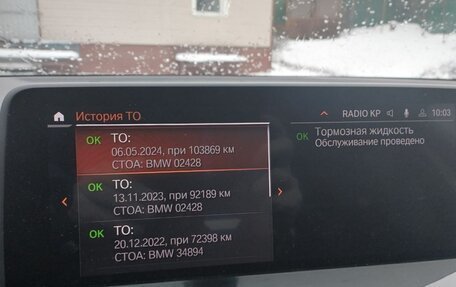 История ТО
RADIO KP 10:03
OK ТО:
06.05.2024, при 103869 км
СТОА: BMW 02428
OK ТО:
13.11.2023, при 92189 км
СТОА: BMW 02428
OK ТО:
20.12.2022, при 72398 км
СТОА: BMW 34894
OK Тормозная жидкость
Обслуживание проведено